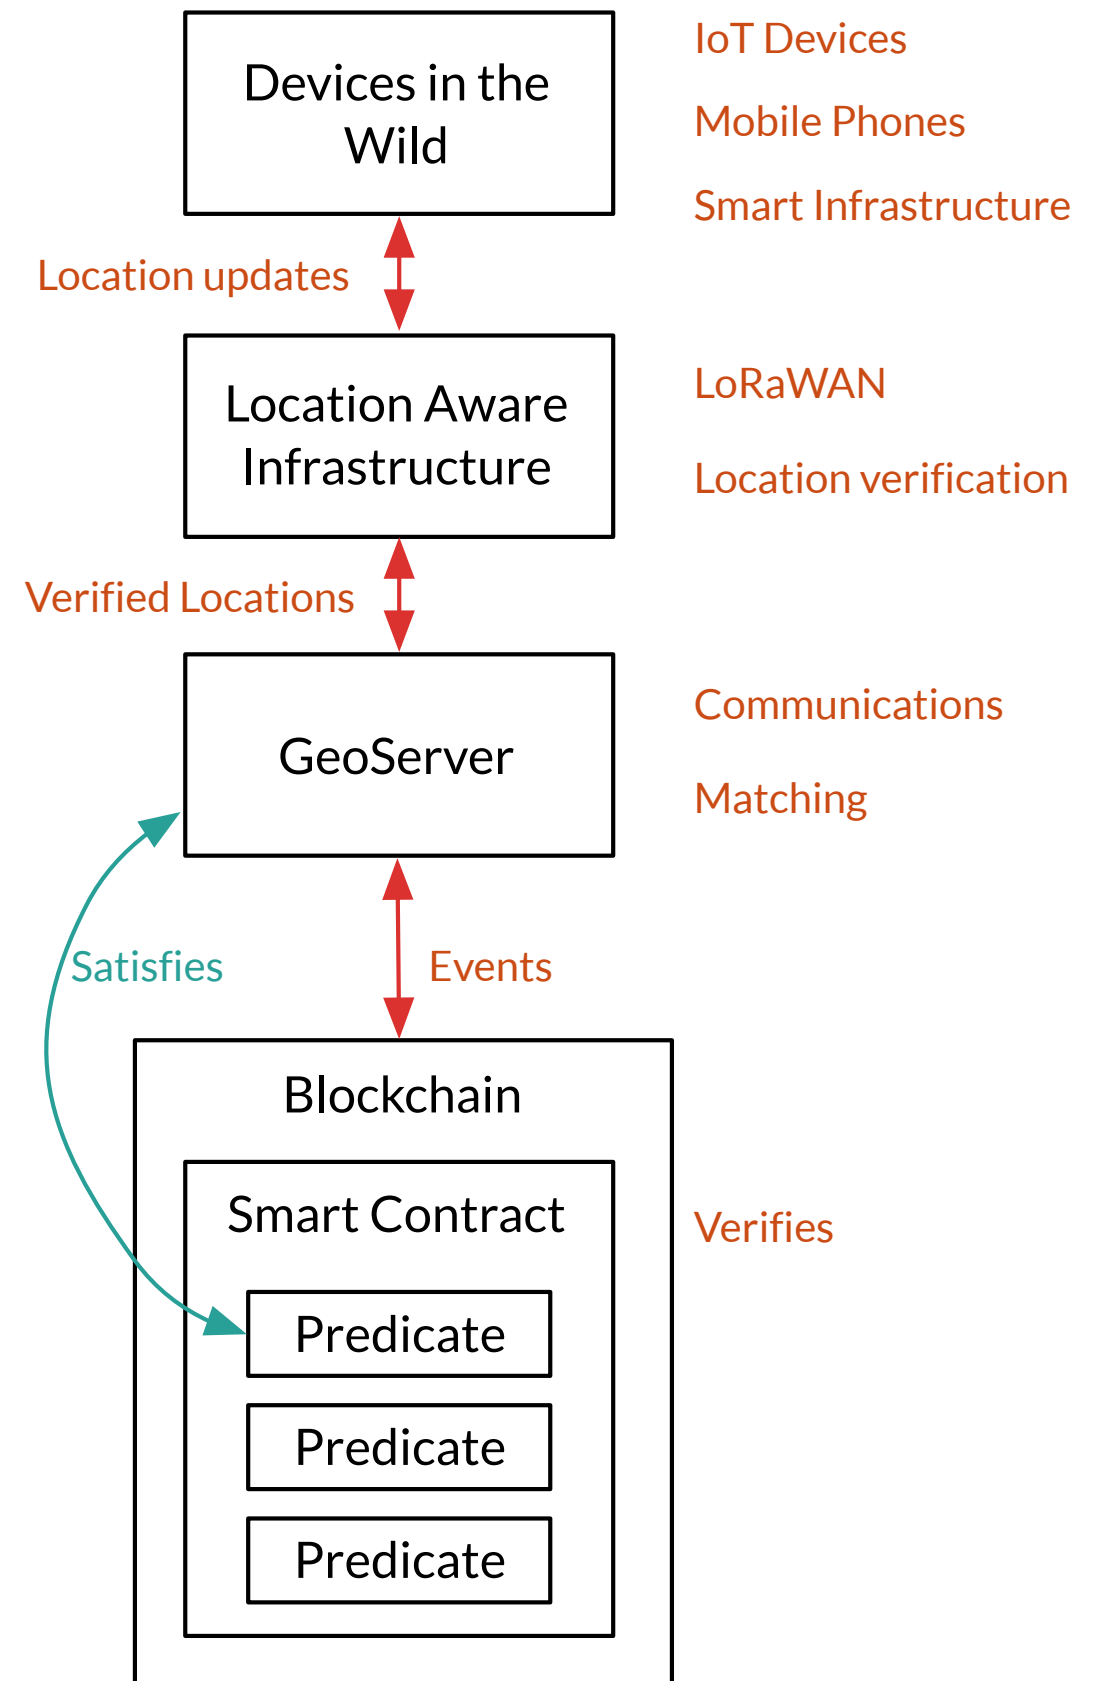 Devices in the
Wild
IoT Devices
Mobile Phones
Smart Infrastructure
Location updates
Location Aware
Infrastructure
LoRaWAN
Location verification
Verified Locations
GeoServer
Communications
Matching
Satisfies
Events
Blockchain
Smart Contract
Verifies
Predicate
Predicate
Predicate